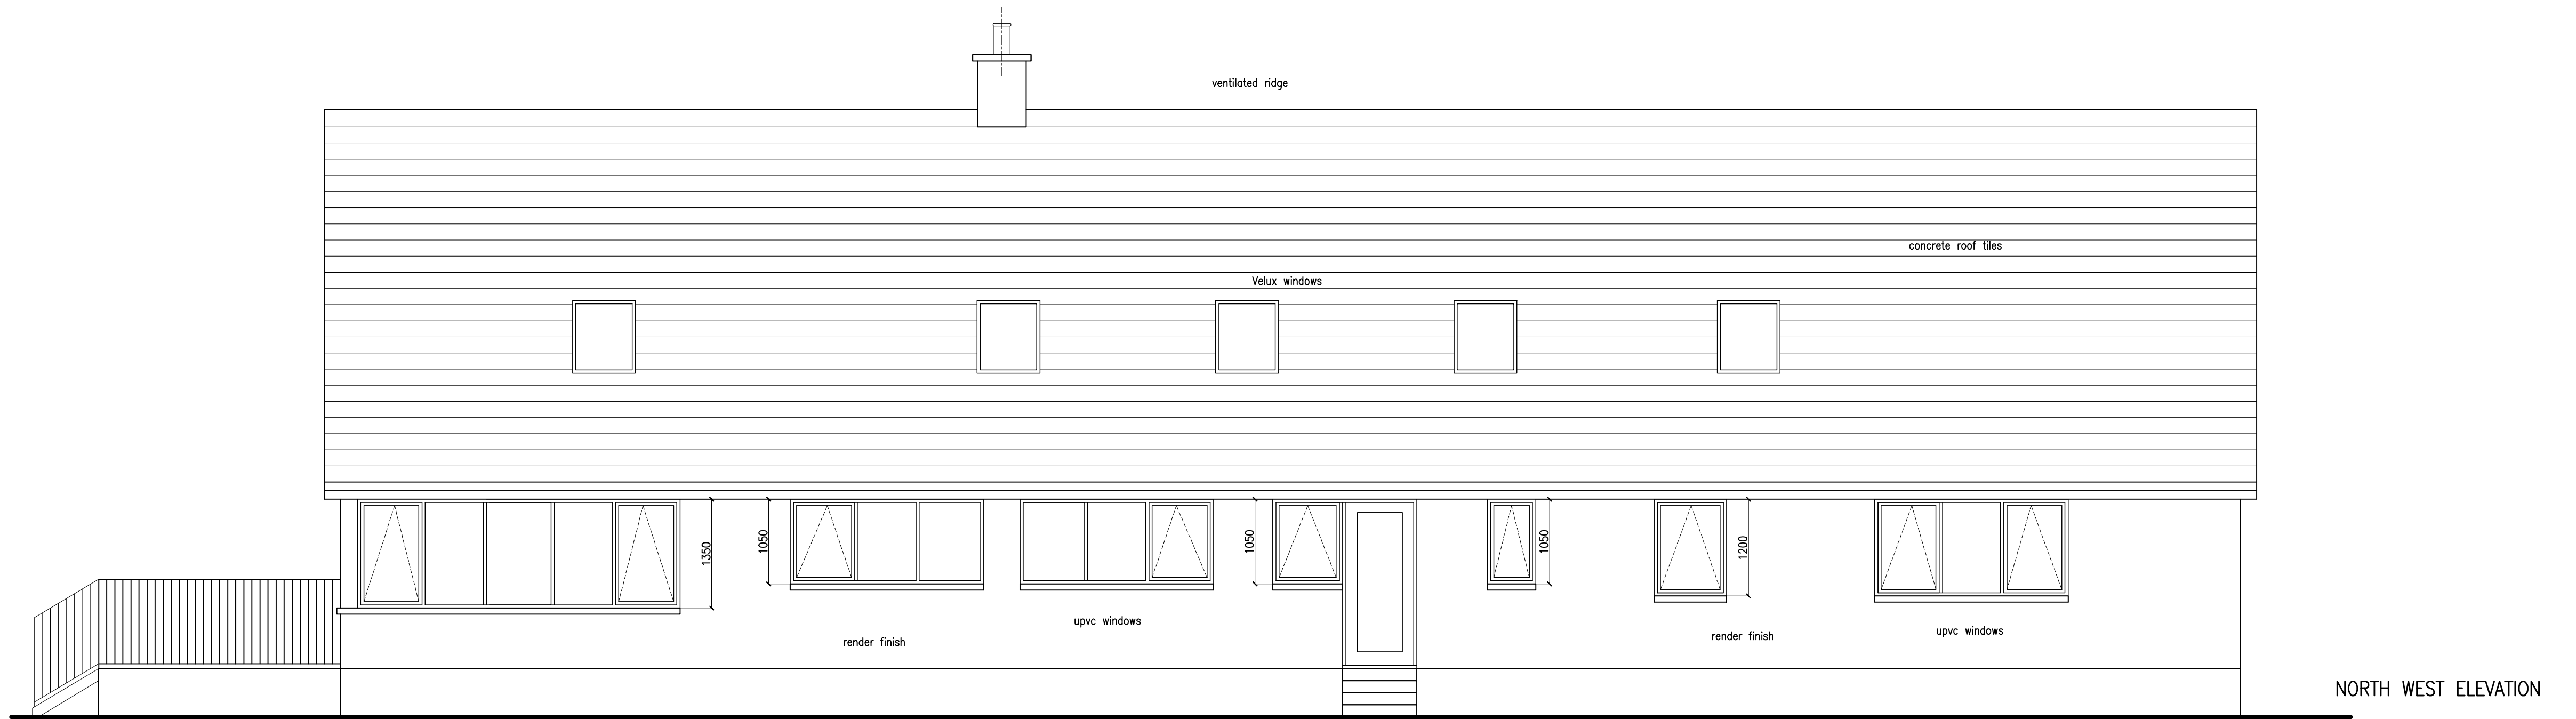 ventilated ridge
concrete roof tiles
Velux windows
1350
1050
1050
1050
1200
upvc windows
render finish
render finish
upvc windows
NORTH WEST ELEVATION